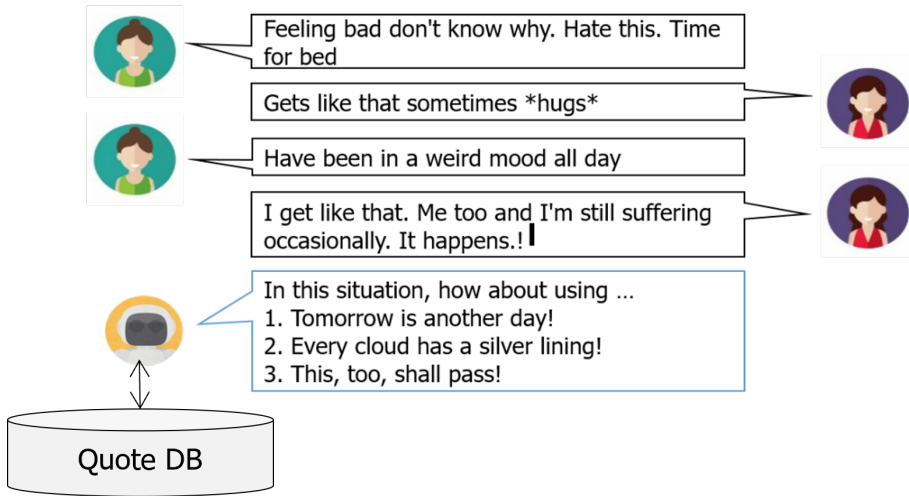 Feeling bad don't know why. Hate this. Time
for bed
Gets like that sometimes *hugs*
Have been in a weird mood all day
I get like that. Me too and I'm still suffering
occasionally. It happens.!
In this situation, how about using ...
1. Tomorrow is another day!
2. Every cloud has a silver lining!
3. This, too, shall pass!
Quote DB